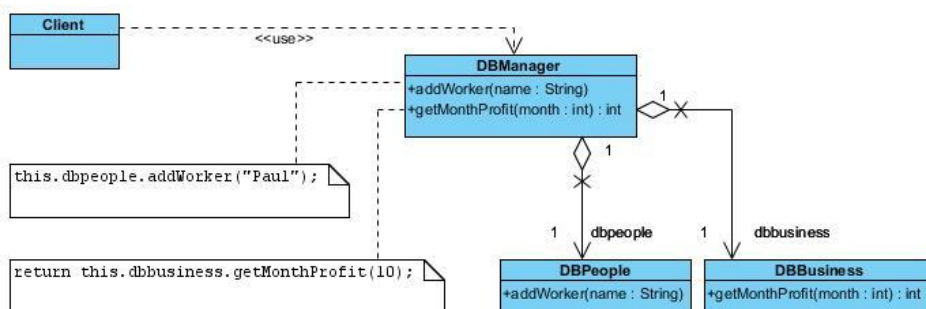 Client
<<use>>
DBManager
+addWorker(name : String)
+getMonthProfit(month : int) : int
1
1
this.dbpeople.addWorker("Paul");
1 dbpeople
1 dbbusiness
return this.dbbusiness.getMonthProfit(10);
DBPeople
+addWorker(name : String)
DBBusiness
+getMonthProfit(month : int) : int